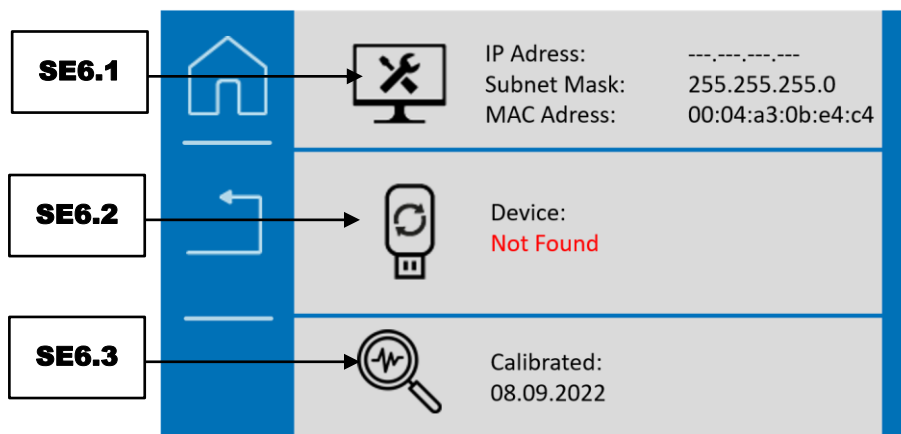 SE6.1
IP Adress: ---.---.---.---
Subnet Mask: 255.255.255.0
MAC Adress: 00:04:a3:0b:e4:c4
SE6.2
Device:
Not Found
SE6.3
Calibrated:
08.09.2022